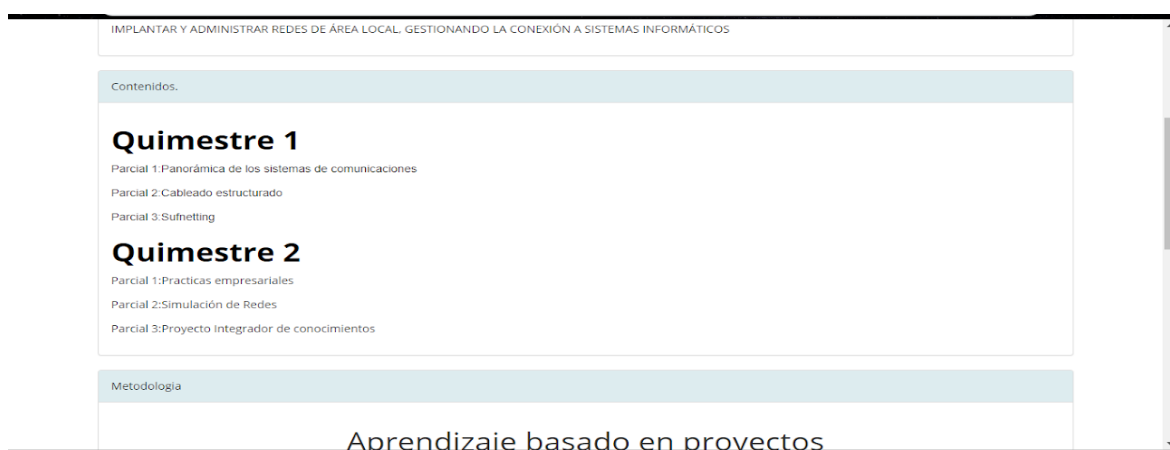 IMPLANTAR Y ADMINISTRAR REDES DE ÁREA LOCAL, GESTIONANDO LA CONEXIÓN A SISTEMAS INFORMÁTICOS
Contenidos.
Quimestre 1
Parcial 1:Panorámica de los sistemas de comunicaciones
Parcial 2:Cableado estructurado
Parcial 3:Sufnetting
Quimestre 2
Parcial 1:Practicas empresariales
Parcial 2:Simulación de Redes
Parcial 3:Proyecto Integrador de conocimientos
Metodologia
Aprendizaje basado en proyectos